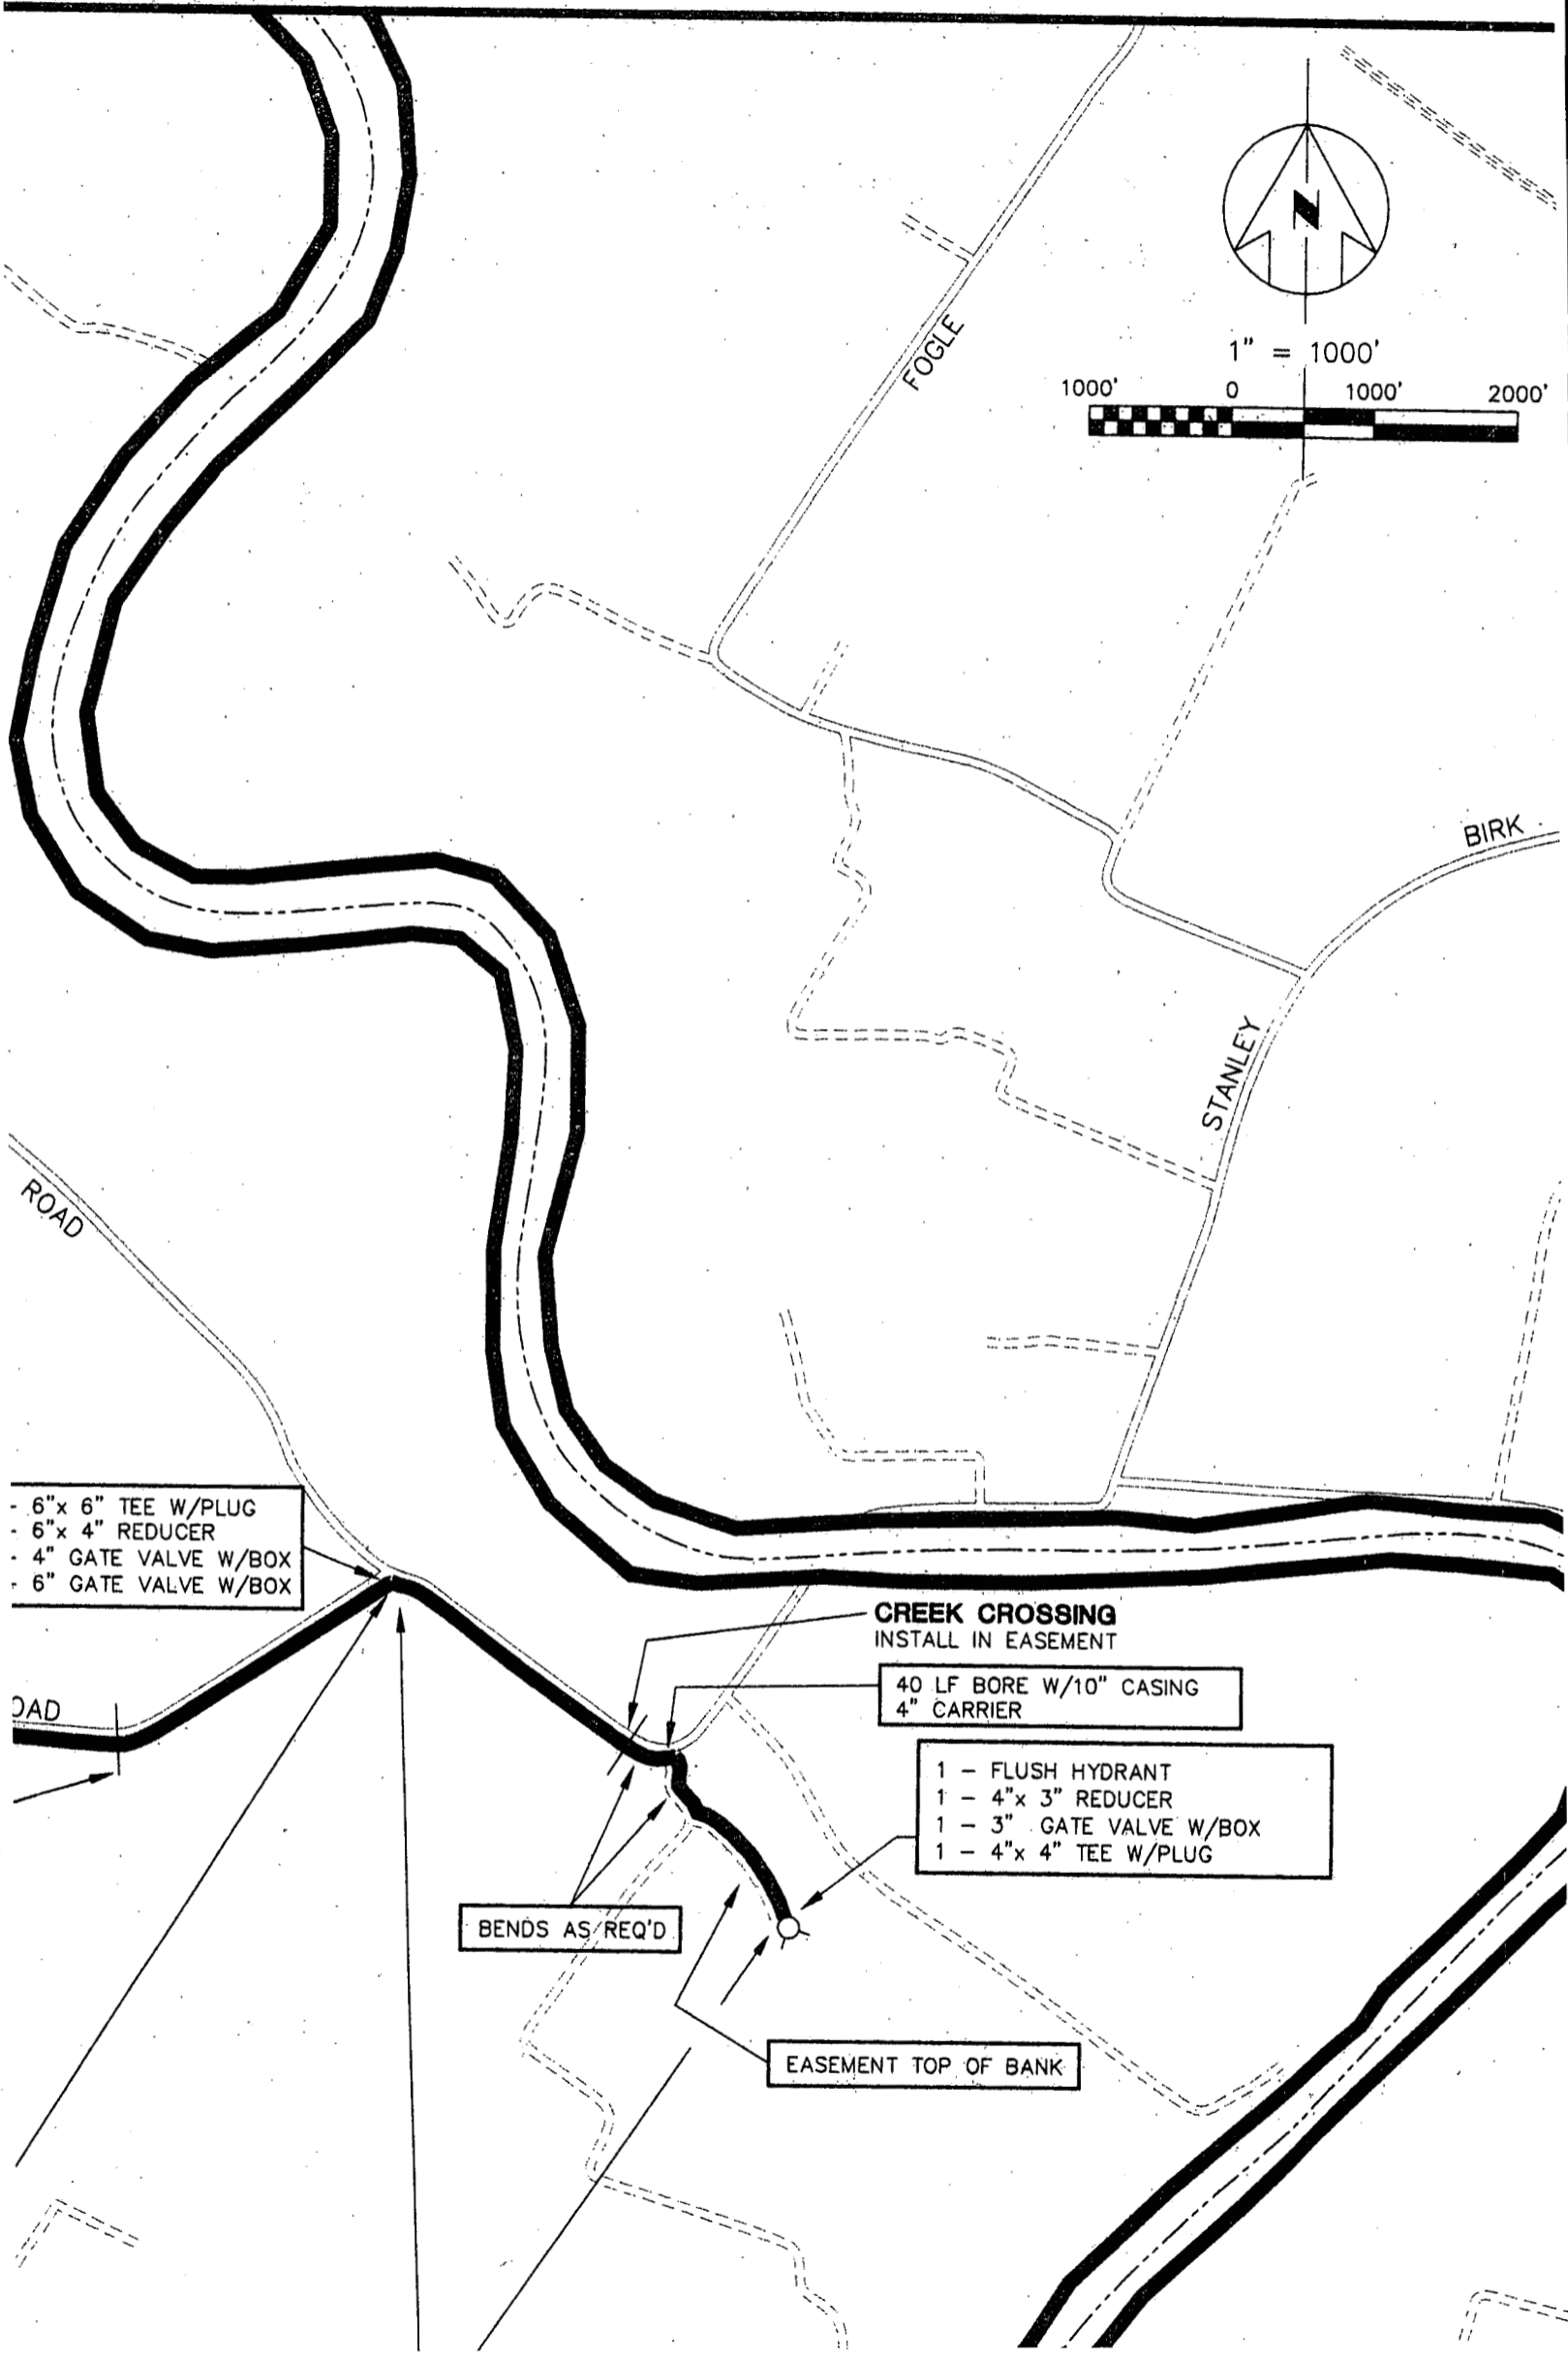 N
1" = 1000'
1000' 0 1000' 2000'
FOGLE
BIRK
STANLEY
ROAD
- 6"x 6" TEE W/PLUG
- 6"x 4" REDUCER
- 4" GATE VALVE W/BOX
- 6" GATE VALVE W/BOX
CREEK CROSSING
INSTALL IN EASEMENT
40 LF BORE W/10" CASING
4" CARRIER
OAD
1 - FLUSH HYDRANT
1 - 4"x 3" REDUCER
1 - 3" GATE VALVE W/BOX
1 - 4"x 4" TEE W/PLUG
BENDS AS REQ'D
EASEMENT TOP OF BANK